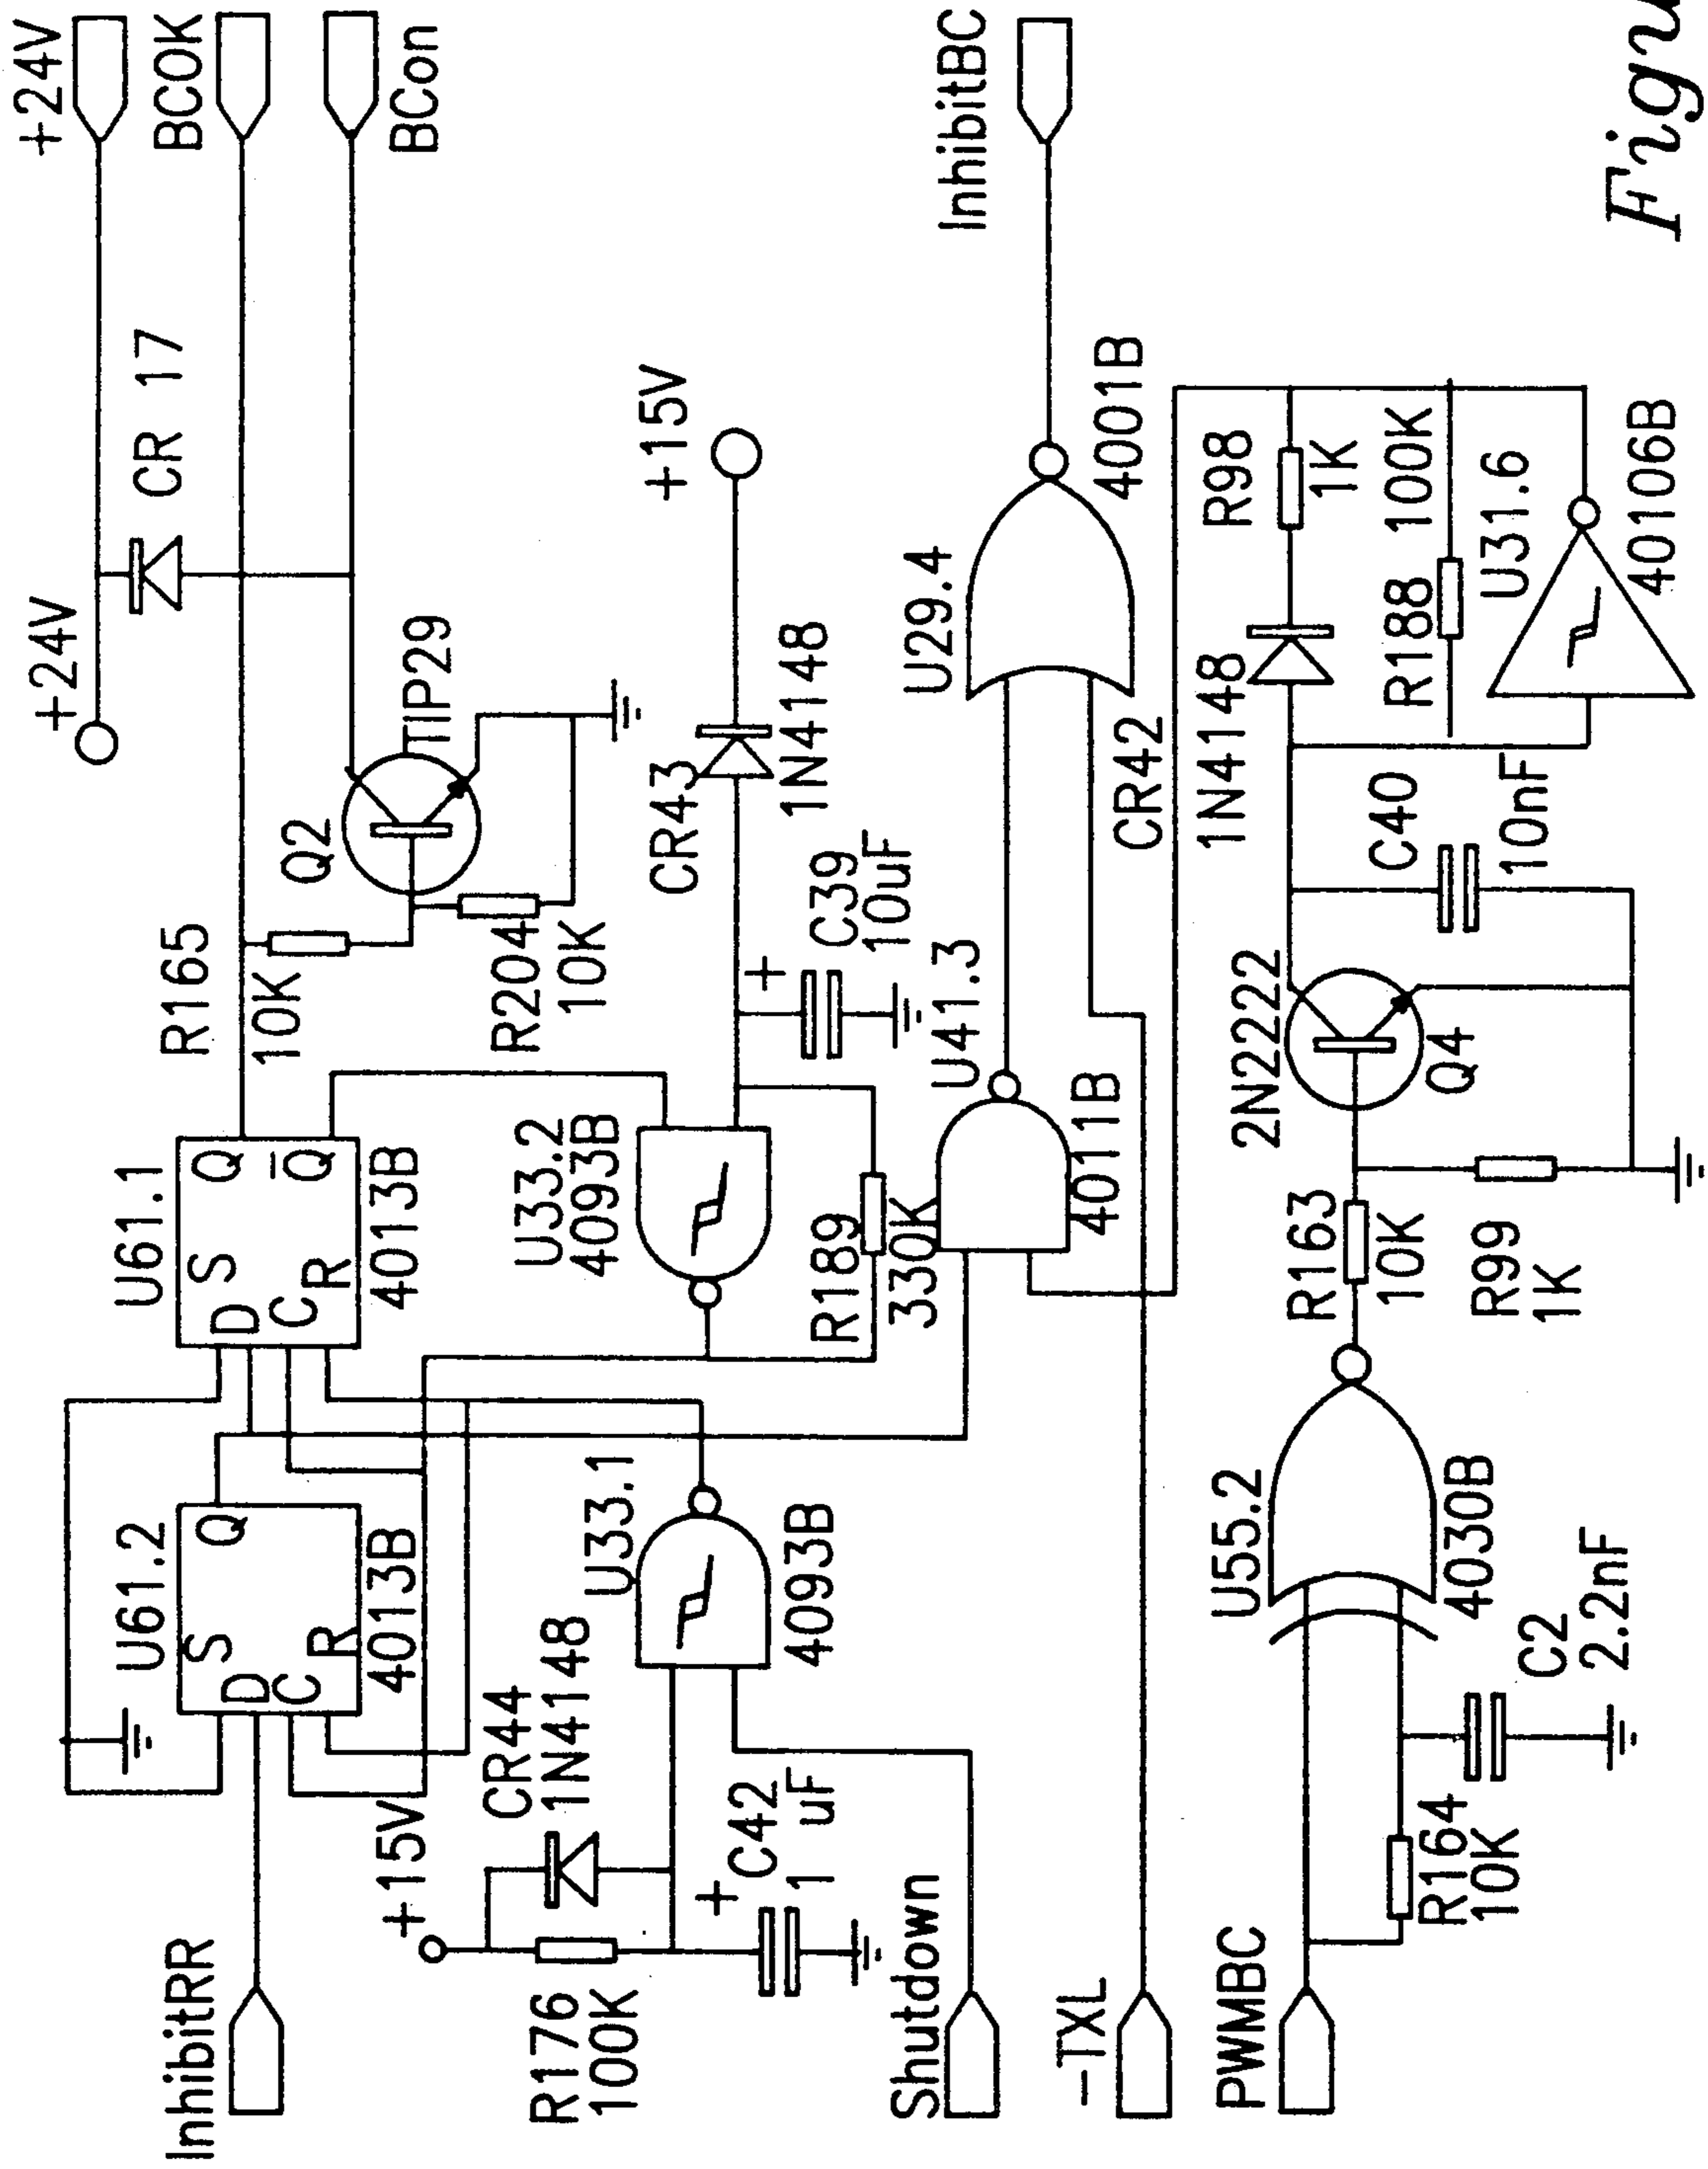 +24V
+24V
CR 17
BCOK
BCon
U61.2
S
D
C
R
Q
4013B
U61.1
S
D
C
R
Q
Q̅
4013B
R165
10K
Q2
TIP29
R204
10K
InhibitRR
+15V
CR44
1N4148
R176
100K
C42
+
1 uF
U33.1
4093B
U33.2
4093B
R189
330K
CR43
1N4148
+15V
+
C39
10uF
Shutdown
U41.3
4011B
U29.4
4001B
InhibitBC
-TXL
PWMBC
R164
10K
C2
2.2nF
U55.2
4030B
R163
10K
R99
1K
2N2222
Q4
C40
10nF
CR42
1N4148
R98
1K
R188
100K
U31.6
40106B